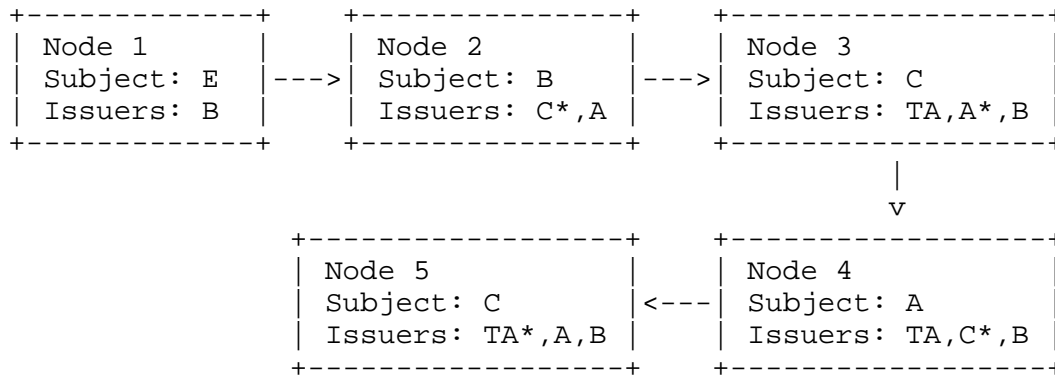 Node 1
Subject: E
Issuers: B
Node 2
Subject: B
Issuers: C*,A
Node 3
Subject: C
Issuers: TA,A*,B
Node 4
Subject: A
Issuers: TA,C*,B
Node 5
Subject: C
Issuers: TA*,A,B